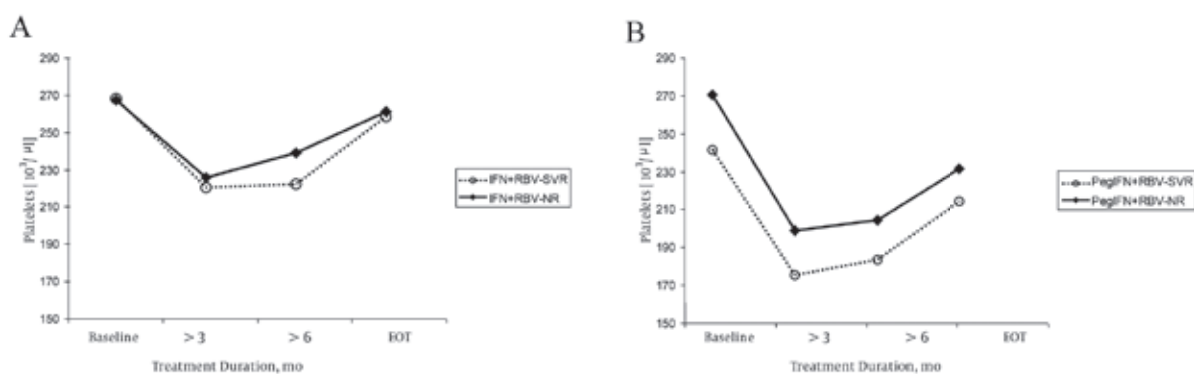 A
290
270
250
230
210
190
170
150
Platelets [10³/µl]
Baseline
>3
>6
EOT
Treatment Duration, mo
IFN+RBV-SVR
IFN+RBV-NR
B
290
270
250
230
210
190
170
150
Platelets [10³/µl]
Baseline
>3
>6
EOT
Treatment Duration, mo
PegIFN+RBV-SVR
PegIFN+RBV-NR